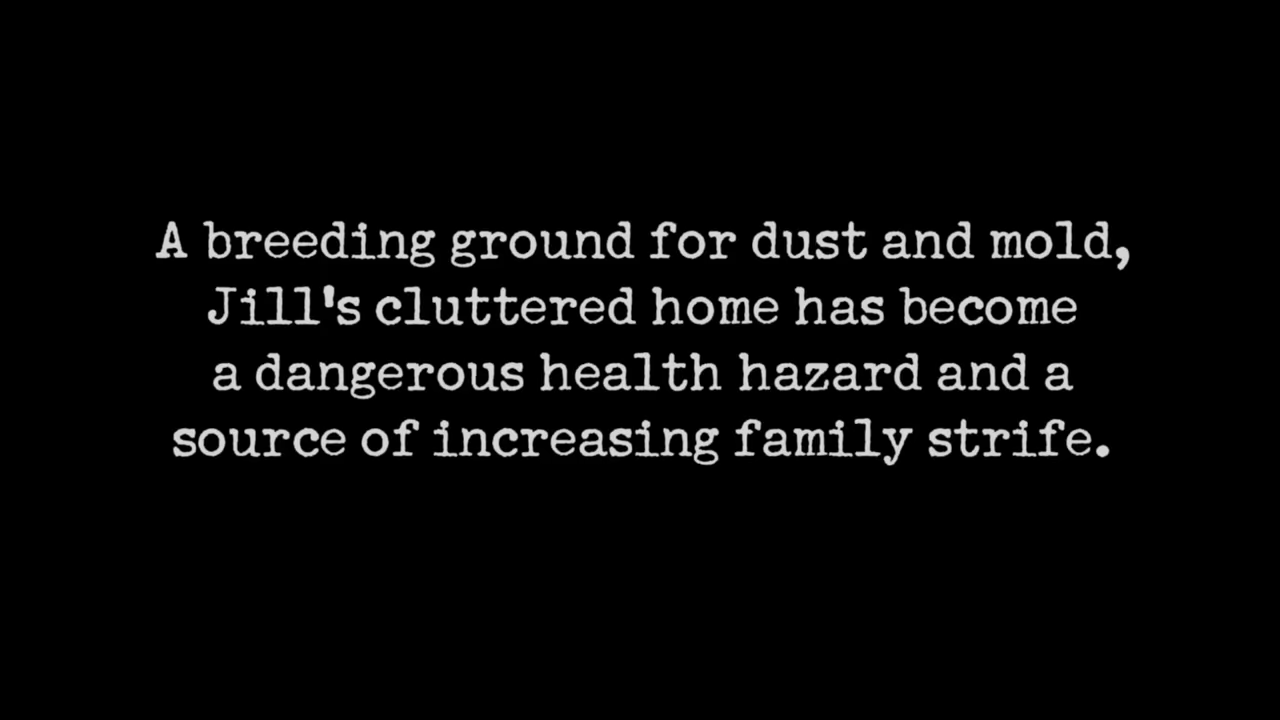 A breeding ground for dust and mold,
Jill's cluttered home has become
a dangerous health hazard and a
source of increasing family strife.